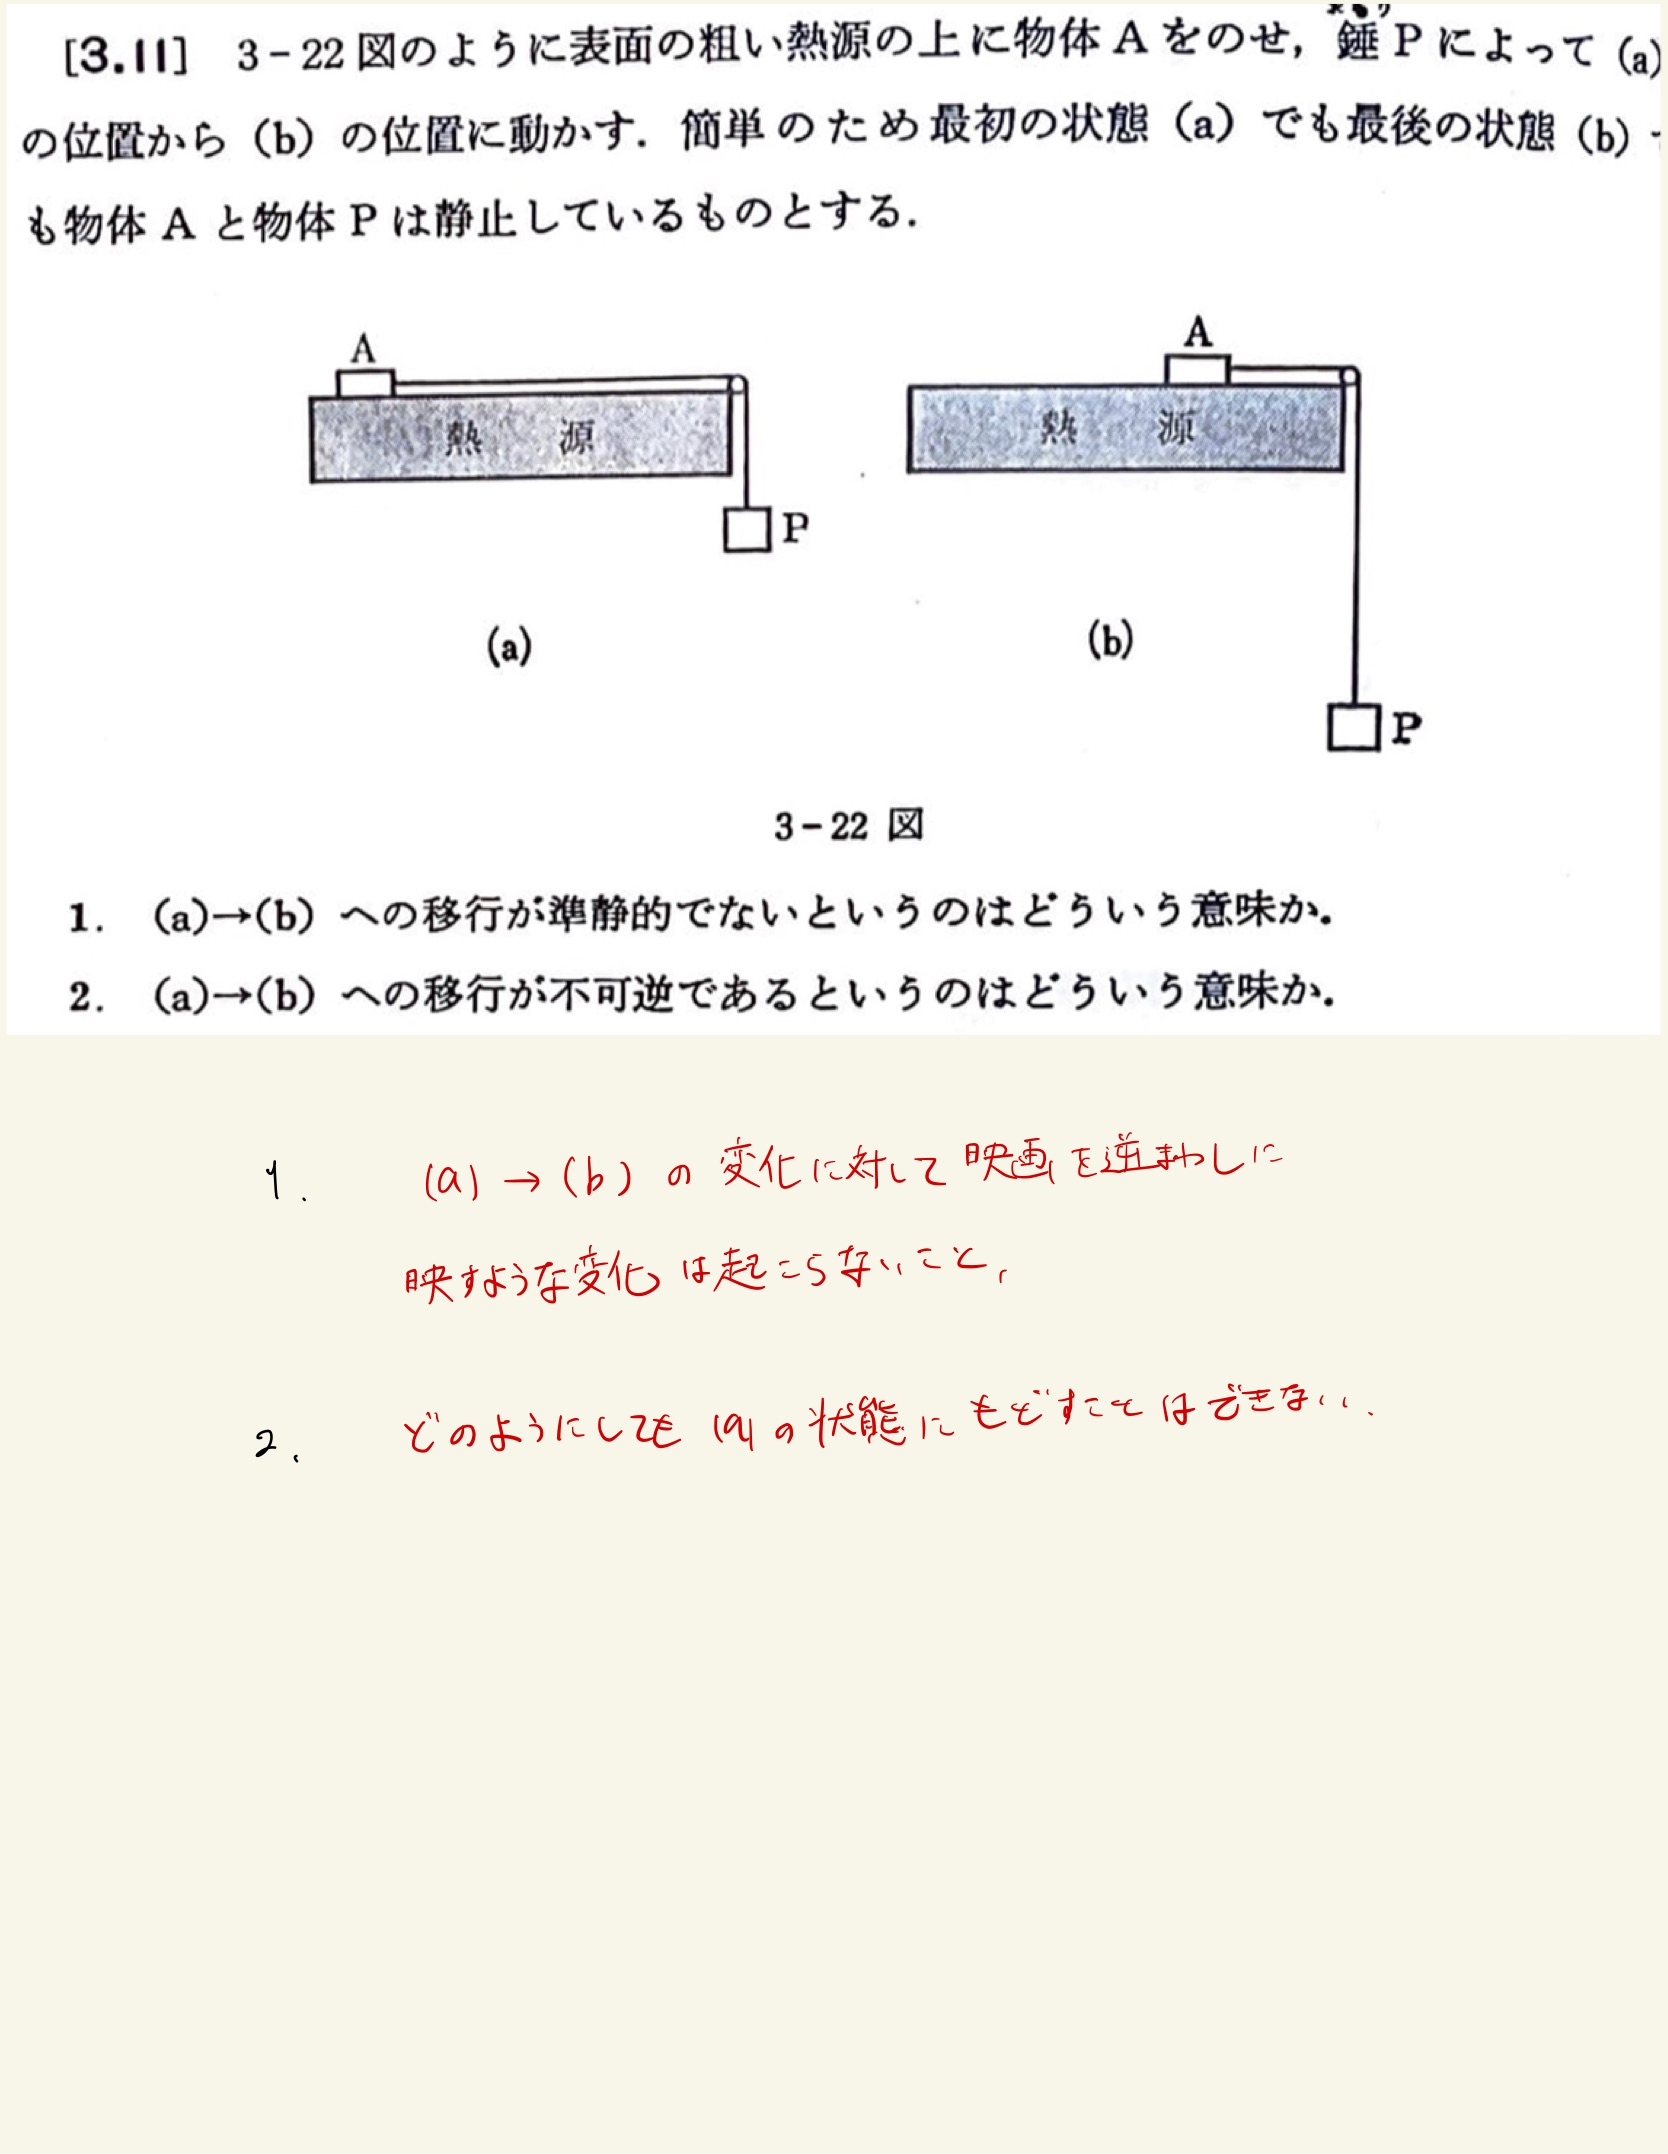 [3.11] 3-22図のように表面の粗い熱源の上に物体Aをのせ，錘Pによって(a)
の位置から(b)の位置に動かす．簡単のため最初の状態(a)でも最後の状態(b)
も物体Aと物体Pは静止しているものとする．
A
A
熱 源
熱 源
P
(a)
(b)
P
3-22 図
1. (a)→(b) への移行が準静的でないというのはどういう意味か。
2. (a)→(b) への移行が不可逆であるというのはどういう意味か．
1. (a)→(b) の変化に対して映画を逆まわしに
映すような変化は起こらないこと、
2. どのようにしても(a)の状態にもどすことはできない．